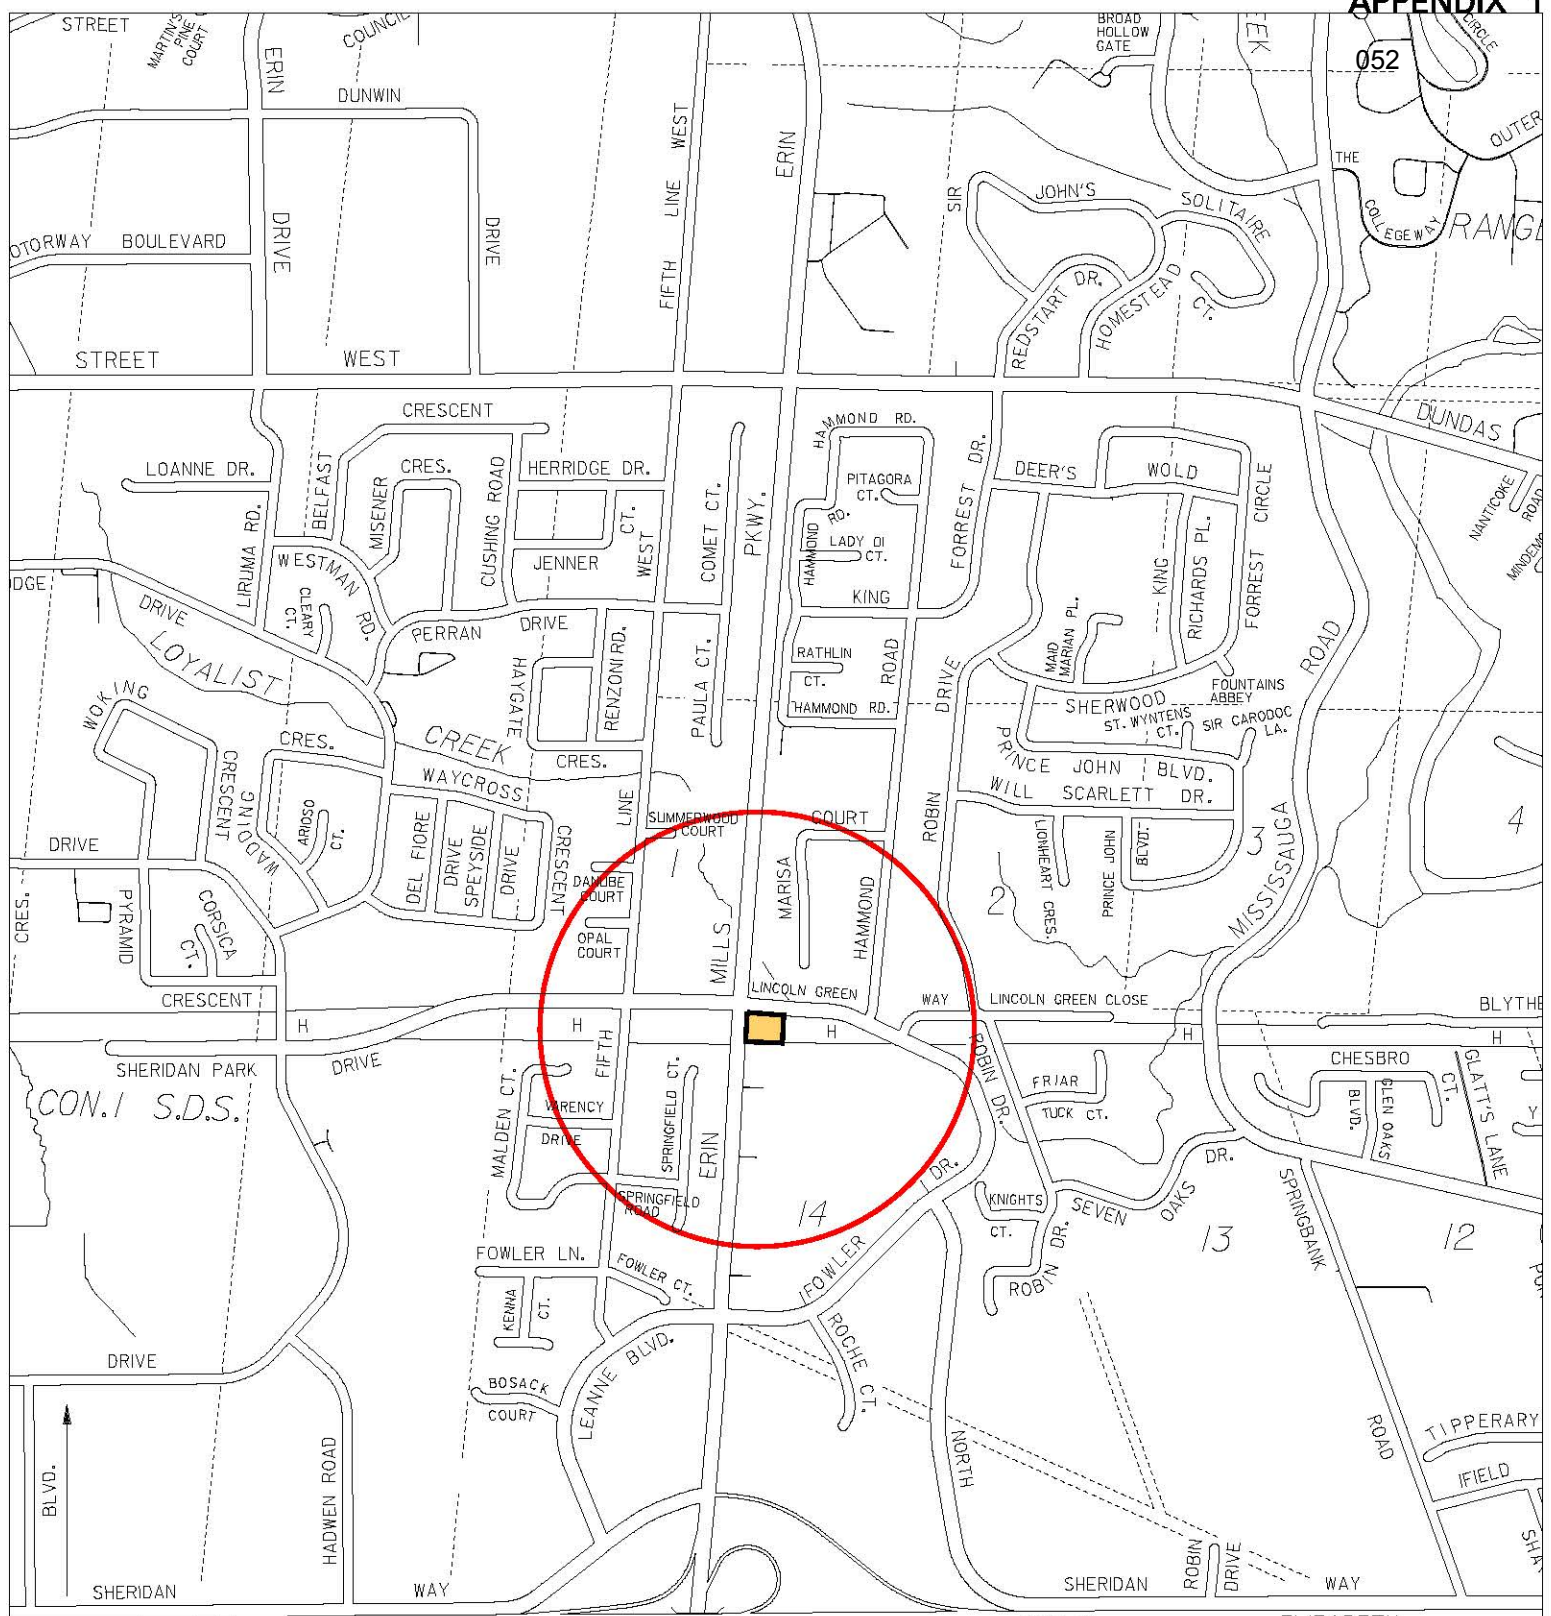 APPENDIX 1
052
STREET
MARTIN'S
PINE
COURT
COUNCIL
ERIN
BROAD
HOLLOW
GATE
CIRCLE
OUTER
DUNWIN
FIFTH LINE WEST
ERIN
THE
COLLEGEWAY
SIR
JOHN'S
SOLITAIRE
DRIVE
DRIVE
BOULEVARD
REDSTART DR.
HOMESTEAD
CT.
STREET
WEST
DUNDAS
CRESCENT
HAMMOND RD.
LOANNE DR.
BELFAST
CRES.
MISENER
CUSHING ROAD
HERRIDGE DR.
PITAGORA
CT.
FORREST DR.
DEER'S
WOLD
FORREST CIRCLE
NANTICOKE
ROAD
LIRUMA RD.
CT.
WEST
COMET CT.
PKWY.
HAMMOND
RD.
LADY DI
CT.
JENNER
WESTMAN RD.
KING
KING
RICHARDS PL.
DRIVE
CLEARY
CT.
PERRAN
DRIVE
LOYALIST
HAYGATE
RENZONI RD.
PAULA CT.
RATHLIN
CT.
ROAD
MAID
MARIAN PL.
ROAD
DRIVE
HAMMOND RD.
SHERWOOD
FOUNTAINS
ABBEY
ST. WYNTENS
CT.
SIR CARODOC
LA.
WOKING
CRESCENT
CRES.
CREEK
CRES.
WAYCROSS
PRINCE JOHN BLVD.
WILL SCARLETT DR.
WADDING
ARIOSO
CT.
DEL FIORE
DRIVE
SPEYSIDE
DRIVE
CRESCENT
LINE
SUMMERWOOD
COURT
COURT
ROBIN
1
MARISA
HAMMOND
LIONHEART CRES.
PRINCE JOHN
BLVD.
MISSISSAUGA
2
3
4
DRIVE
CRES.
PYRAMID
CORSICA
CT.
DANUBE
COURT
OPAL
COURT
MILLS
CRESCENT
LINCOLN GREEN
WAY
LINCOLN GREEN CLOSE
H
H
H
H
H
SHERIDAN PARK
DRIVE
FIFTH
ROBIN DR.
CHESBRO
CT.
GLATT'S LANE
BLVD.
GLEN OAKS
CON.1 S.D.S.
MALDEN CT.
DRIVE
SPRINGFIELD CT.
ERIN
FRIAR
TUCK CT.
SPRINGFIELD
ROAD
14
DR.
KNIGHTS
CT.
SEVEN
OAKS
DR.
SPRINGBANK
13
12
FOWLER LN.
FOWLER CT.
FOWLER
ROBIN DR.
KENNA
CT.
LEANNE BLVD.
ROCHE CT.
DRIVE
BOSACK
COURT
BLVD.
HADWEN ROAD
NORTH
ROAD
TIPPERARY
IFIELD
SHERIDAN
WAY
SHERIDAN
ROBIN
DRIVE
WAY